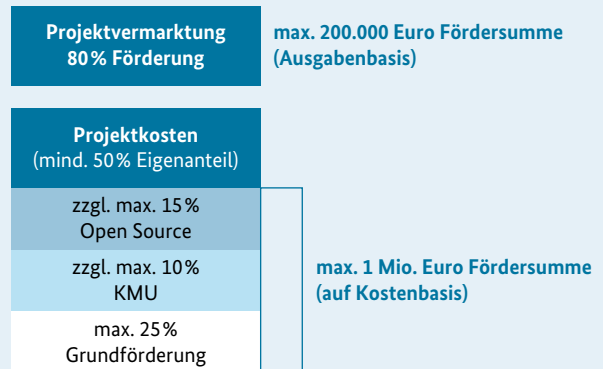 Projektvermarktung
80% Förderung
max. 200.000 Euro Fördersumme
(Ausgabenbasis)
Projektkosten
(mind. 50% Eigenanteil)
zzgl. max. 15%
Open Source
zzgl. max. 10%
KMU
max. 1 Mio. Euro Fördersumme
(auf Kostenbasis)
max. 25%
Grundförderung